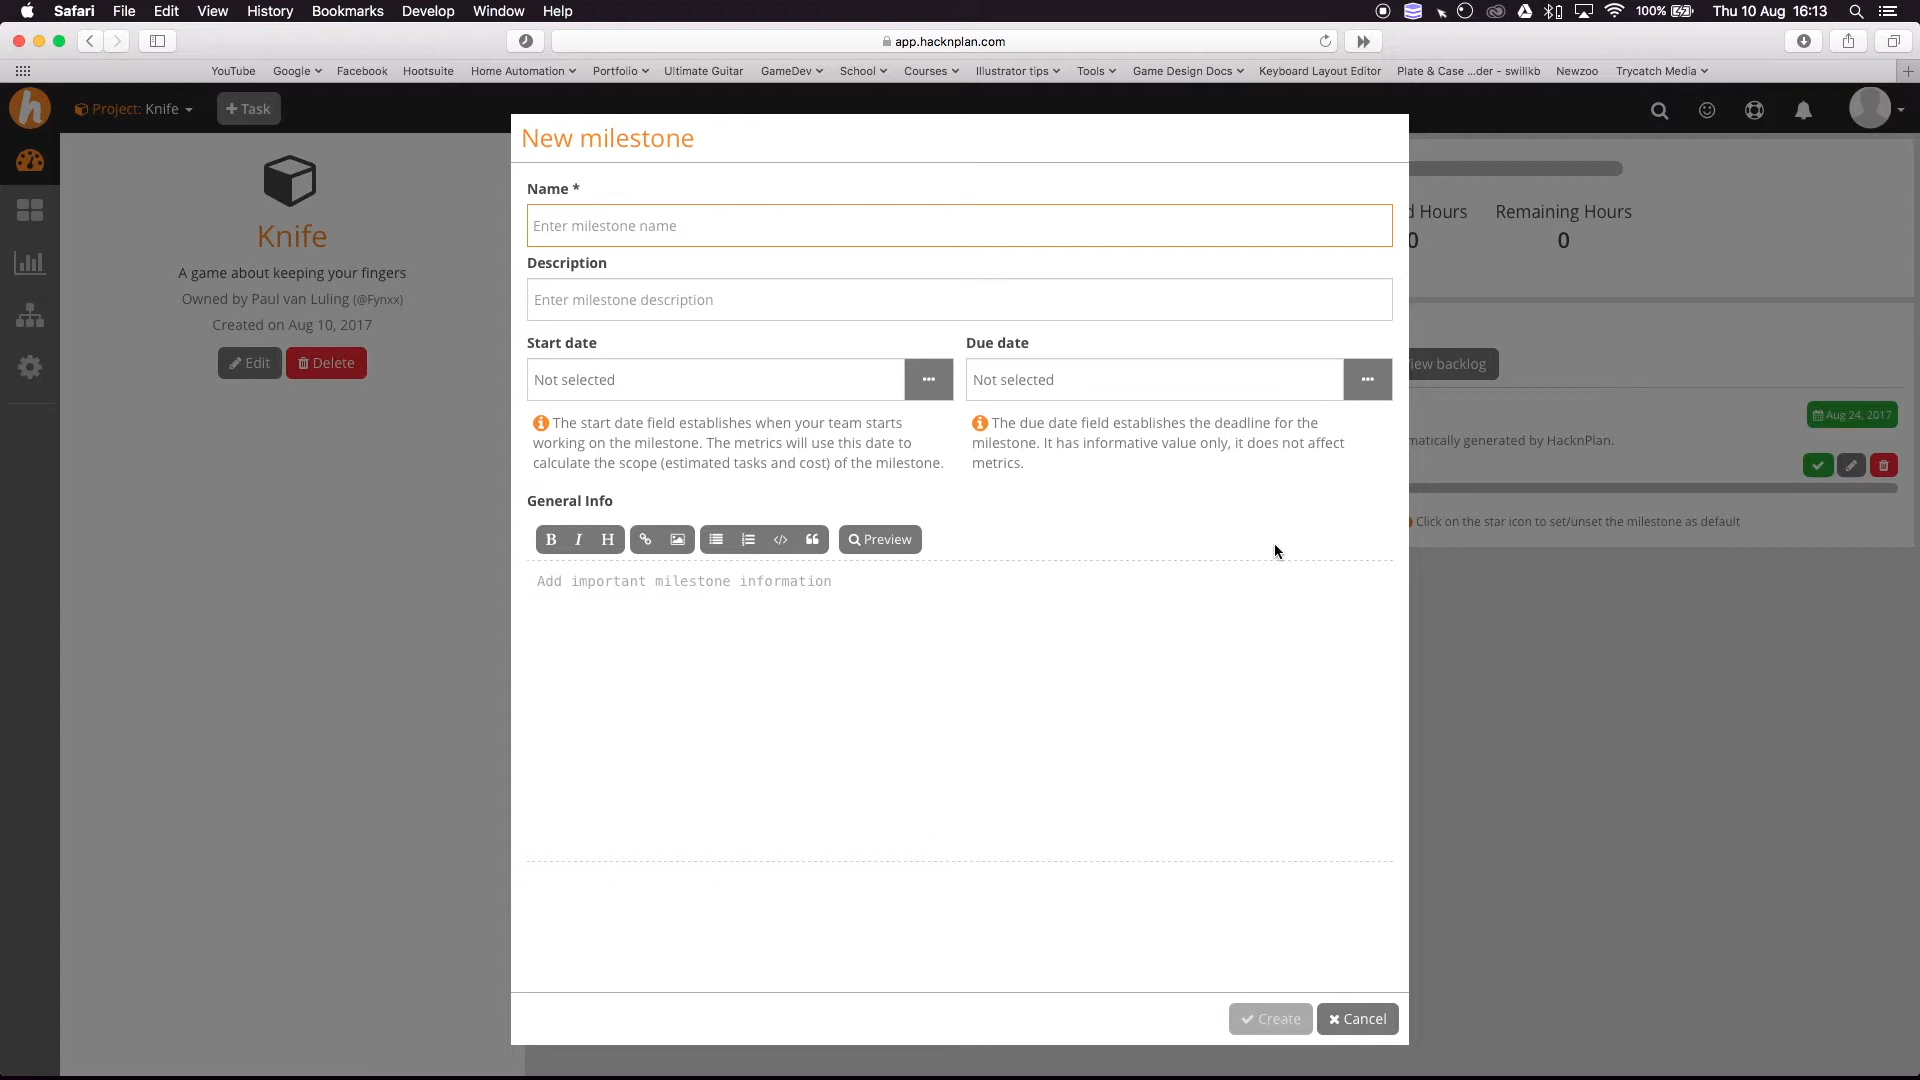 Safari File Edit View History Bookmarks Develop Window Help 100% Thu 10 Aug 16:13
app.hacknplan.com
YouTube Google Facebook Hootsuite Home Automation Portfolio Ultimate Guitar GameDev School Courses Illustrator tips Tools Game Design Docs Keyboard Layout Editor Plate & Case ...der - swillkb Newzoo Trycatch Media
h Project: Knife + Task
New milestone
Name *
Enter milestone name
Description
Enter milestone description
Start date Due date
Not selected ... Not selected ...
The start date field establishes when your team starts
working on the milestone. The metrics will use this date to
calculate the scope (estimated tasks and cost) of the milestone.
The due date field establishes the deadline for the
milestone. It has informative value only, it does not affect
metrics.
General Info
B I H Preview
Add important milestone information
Create Cancel
Knife
A game about keeping your fingers
Owned by Paul van Luling (@Fynxx)
Created on Aug 10, 2017
Edit Delete
d Hours Remaining Hours
0 0
iew backlog
Aug 24, 2017
matically generated by HacknPlan.
Click on the star icon to set/unset the milestone as default